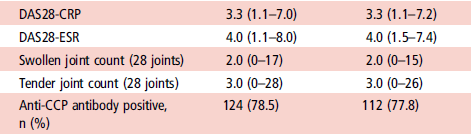 DAS28-CRP 3.3 (1.1–7.0) 3.3 (1.1–7.2)
DAS28-ESR 4.0 (1.1–8.0) 4.0 (1.5–7.4)
Swollen joint count (28 joints) 2.0 (0–17) 2.0 (0–15)
Tender joint count (28 joints) 3.0 (0–28) 3.0 (0–26)
Anti-CCP antibody positive, 124 (78.5) 112 (77.8)
n (%)